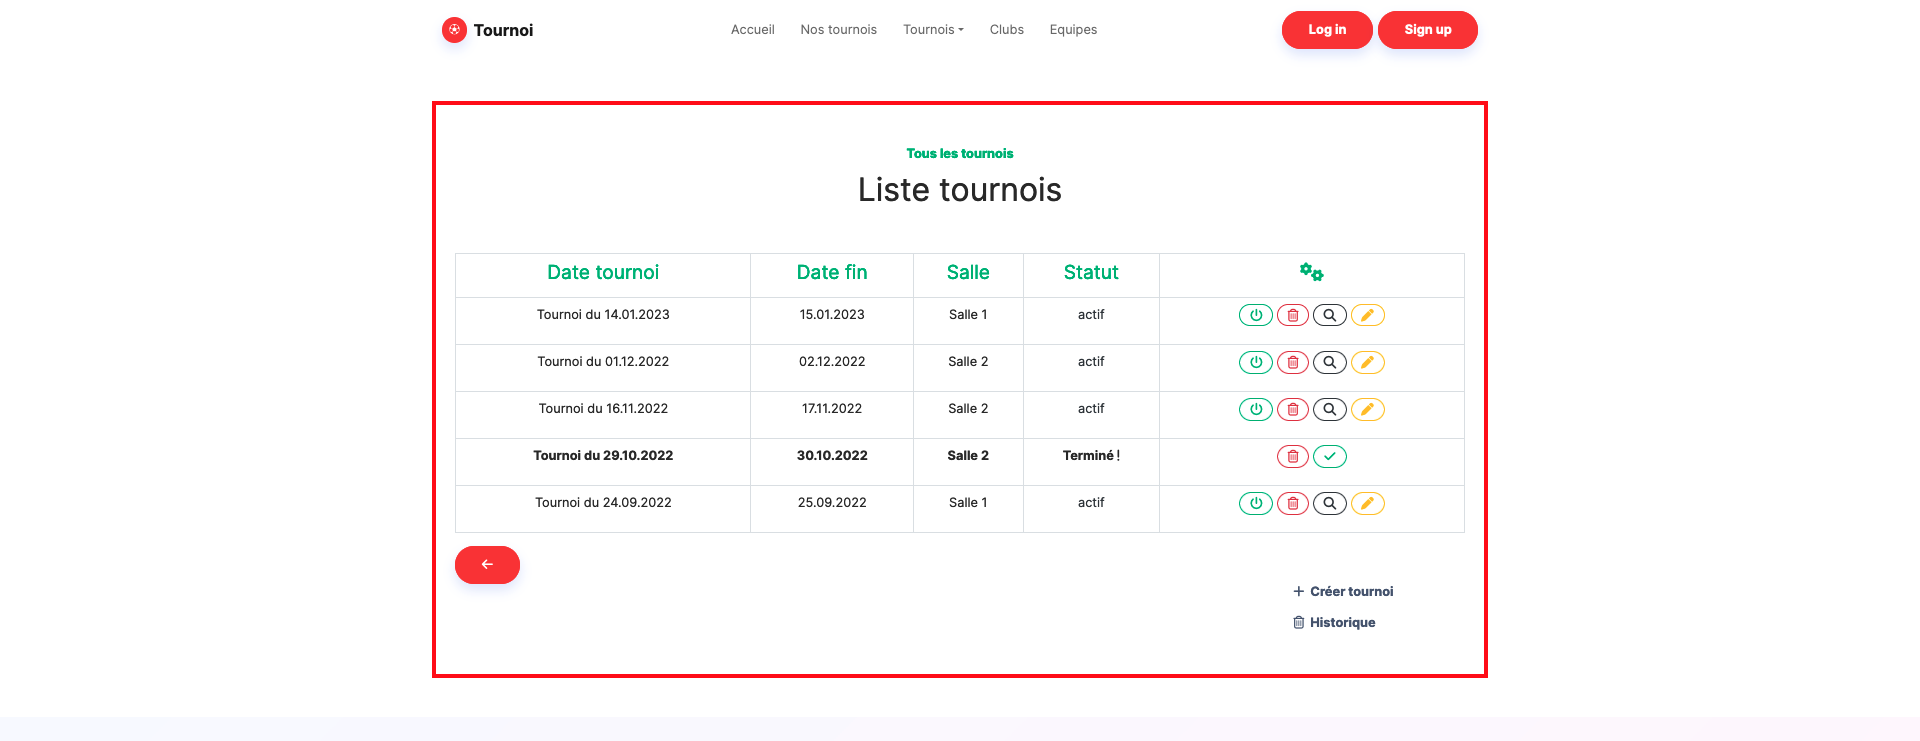 Tournoi Accueil Nos tournois Tournois Clubs Equipes Log in Sign up
Tous les tournois
Liste tournois
Date tournoi Date fin Salle Statut
Tournoi du 14.01.2023 15.01.2023 Salle 1 actif
Tournoi du 01.12.2022 02.12.2022 Salle 2 actif
Tournoi du 16.11.2022 17.11.2022 Salle 2 actif
Tournoi du 29.10.2022 30.10.2022 Salle 2 Terminé !
Tournoi du 24.09.2022 25.09.2022 Salle 1 actif
Créer tournoi
Historique